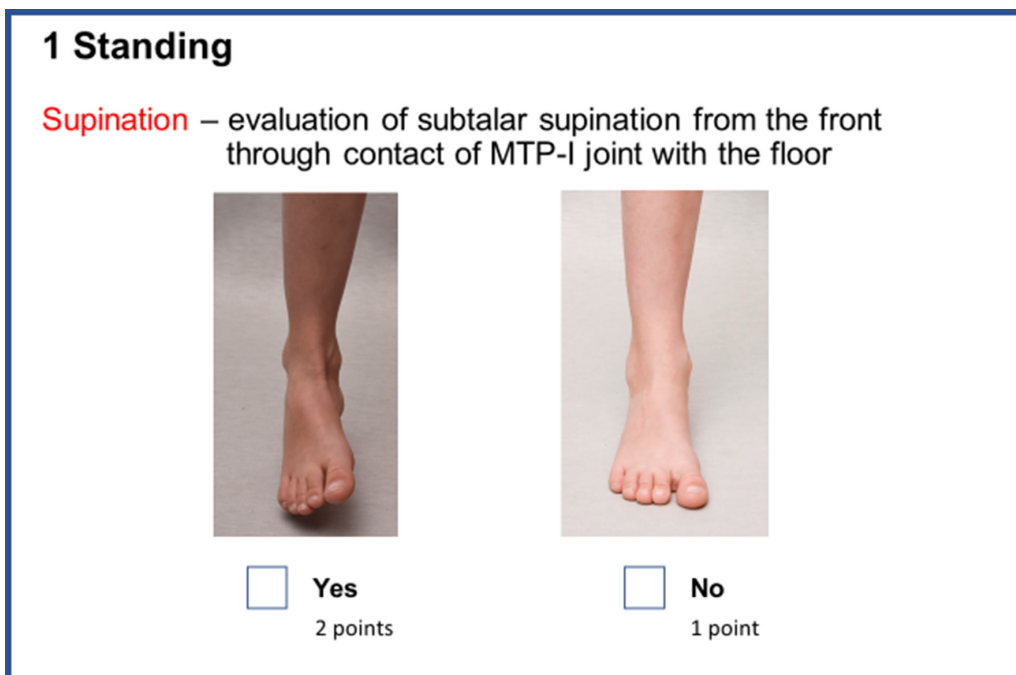 1 Standing
Supination – evaluation of subtalar supination from the front
through contact of MTP-I joint with the floor
Yes
No
2 points
1 point